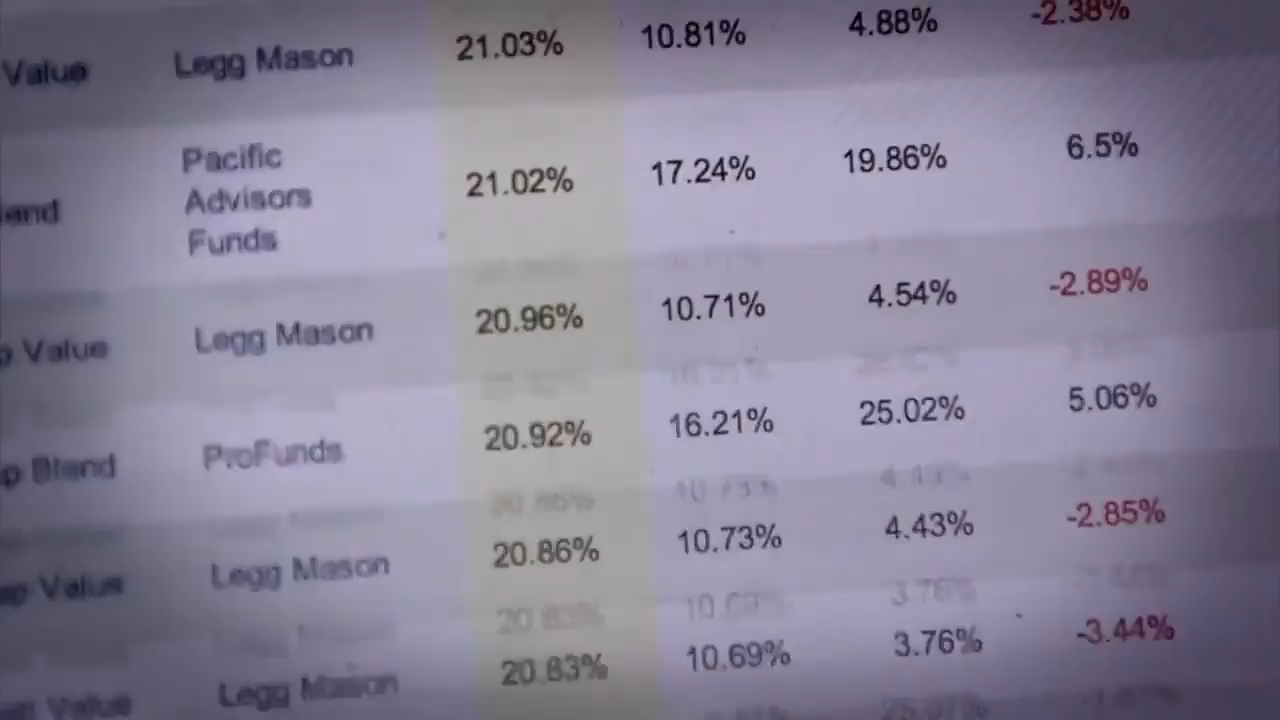 Value Legg Mason 21.03% 10.81% 4.88% -2.38%
Pacific
Advisors
Funds
21.02% 17.24% 19.86% 6.5%
Value Legg Mason 20.96% 10.71% 4.54% -2.89%
Blend ProFunds 20.92% 16.21% 25.02% 5.06%
Value Legg Mason 20.86% 10.73% 4.43% -2.85%
Value Legg Mason 20.83% 10.69% 3.76% -3.44%